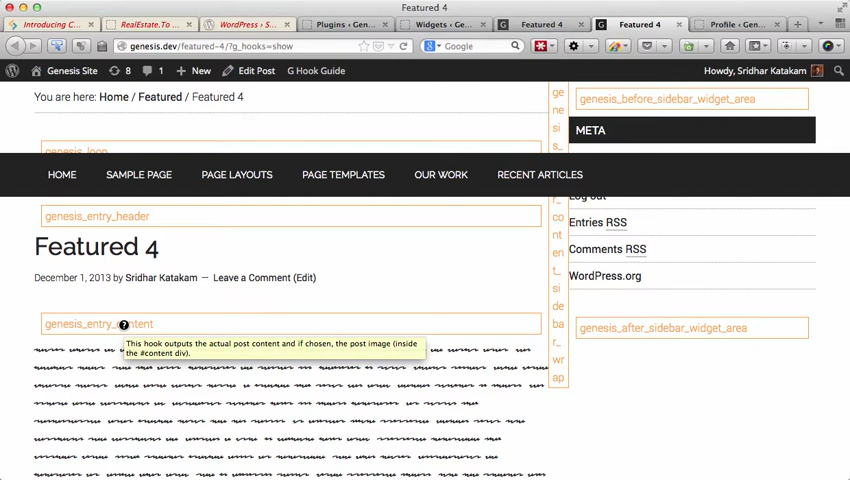 Featured 4
Introducing C...
RealEstate.To ...
WordPress › S...
Plugins ‹ Gen...
Widgets ‹ Ge...
Featured 4
Featured 4
Profile ‹ Gene...
genesis.dev/featured-4/?g_hooks=show
Google
Genesis Site
8
1
New
Edit Post
G Hook Guide
Howdy, Sridhar Katakam
You are here: Home / Featured / Featured 4
genesis_before_sidebar_widget_area
META
genesis_loop
HOME
SAMPLE PAGE
PAGE LAYOUTS
PAGE TEMPLATES
OUR WORK
RECENT ARTICLES
Log out
genesis_entry_header
Entries RSS
Featured 4
Comments RSS
December 1, 2013 by Sridhar Katakam — Leave a Comment (Edit)
WordPress.org
genesis_entry_content
genesis_after_sidebar_widget_area
This hook outputs the actual post content and if chosen, the post image (inside
the #content div).